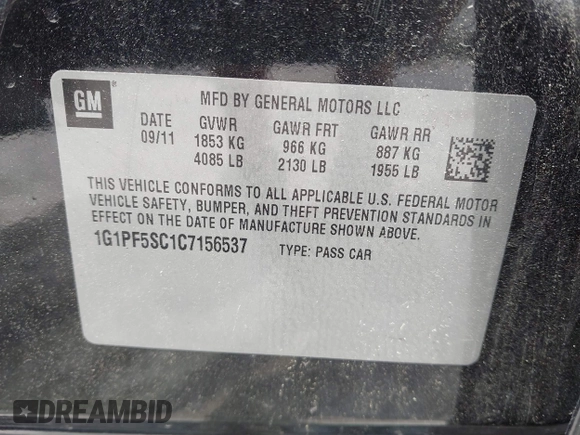 GM
MFD BY GENERAL MOTORS LLC
DATE GVWR GAWR FRT GAWR RR
09/11 1853 KG 966 KG 887 KG
4085 LB 2130 LB 1955 LB
THIS VEHICLE CONFORMS TO ALL APPLICABLE U.S. FEDERAL MOTOR
VEHICLE SAFETY, BUMPER, AND THEFT PREVENTION STANDARDS IN
EFFECT ON THE DATE OF MANUFACTURE SHOWN ABOVE.
1G1PF5SC1C7156537 TYPE: PASS CAR
DREAMBID